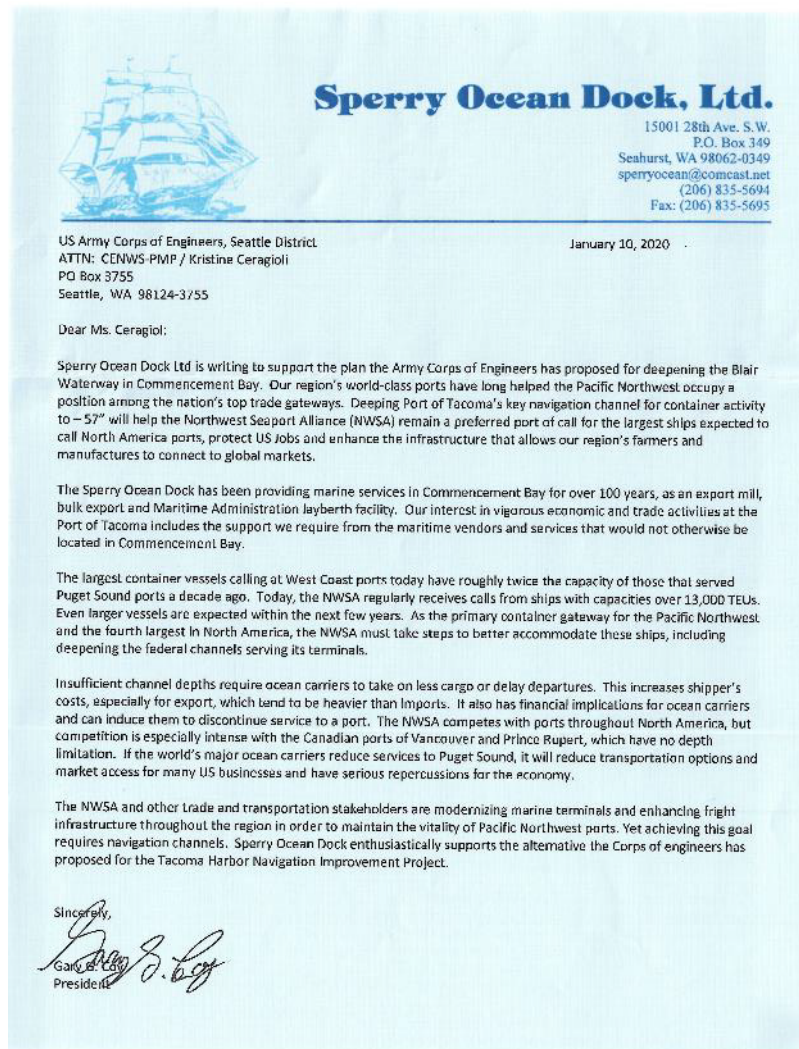 Sperry Ocean Dock, Ltd.
15001 28th Ave. S.W.
P.O. Box 349
Seahurst, WA 98062-0349
sperryocean@comcast.net
(206) 835-5694
Fax: (206) 835-5695
US Army Corps of Engineers, Seattle District
January 10, 2020
ATTN: CENWS-PMP / Kristine Ceragioli
PO Box 3755
Seattle, WA 98124-3755
Dear Ms. Ceragiol:
Sperry Ocean Dock Ltd is writing to support the plan the Army Corps of Engineers has proposed for deepening the Blair
Waterway in Commencement Bay. Our region's world-class ports have long helped the Pacific Northwest occupy a
position among the nation's top trade gateways. Deeping Port of Tacoma's key navigation channel for container activity
to – 57" will help the Northwest Seaport Alliance (NWSA) remain a preferred port of call for the largest ships expected to
call North America ports, protect US Jobs and enhance the infrastructure that allows our region's farmers and
manufactures to connect to global markets.
The Sperry Ocean Dock has been providing marine services in Commencement Bay for over 100 years, as an export mill,
bulk export and Maritime Administration layberth facility. Our interest in vigorous economic and trade activities at the
Port of Tacoma includes the support we require from the maritime vendors and services that would not otherwise be
located in Commencement Bay.
The largest container vessels calling at West Coast ports today have roughly twice the capacity of those that served
Puget Sound ports a decade ago. Today, the NWSA regularly receives calls from ships with capacities over 13,000 TEUs.
Even larger vessels are expected within the next few years. As the primary container gateway for the Pacific Northwest
and the fourth largest in North America, the NWSA must take steps to better accommodate these ships, including
deepening the federal channels serving its terminals.
Insufficient channel depths require ocean carriers to take on less cargo or delay departures. This increases shipper's
costs, especially for export, which tend to be heavier than Imports. It also has financial implications for ocean carriers
and can induce them to discontinue service to a port. The NWSA competes with ports throughout North America, but
competition is especially intense with the Canadian ports of Vancouver and Prince Rupert, which have no depth
limitation. If the world's major ocean carriers reduce services to Puget Sound, it will reduce transportation options and
market access for many US businesses and have serious repercussions for the economy.
The NWSA and other trade and transportation stakeholders are modernizing marine terminals and enhancing fright
infrastructure throughout the region in order to maintain the vitality of Pacific Northwest ports. Yet achieving this goal
requires navigation channels. Sperry Ocean Dock enthusiastically supports the alternative the Corps of engineers has
proposed for the Tacoma Harbor Navigation Improvement Project.
Sincerely,
Gary G. Coy
President